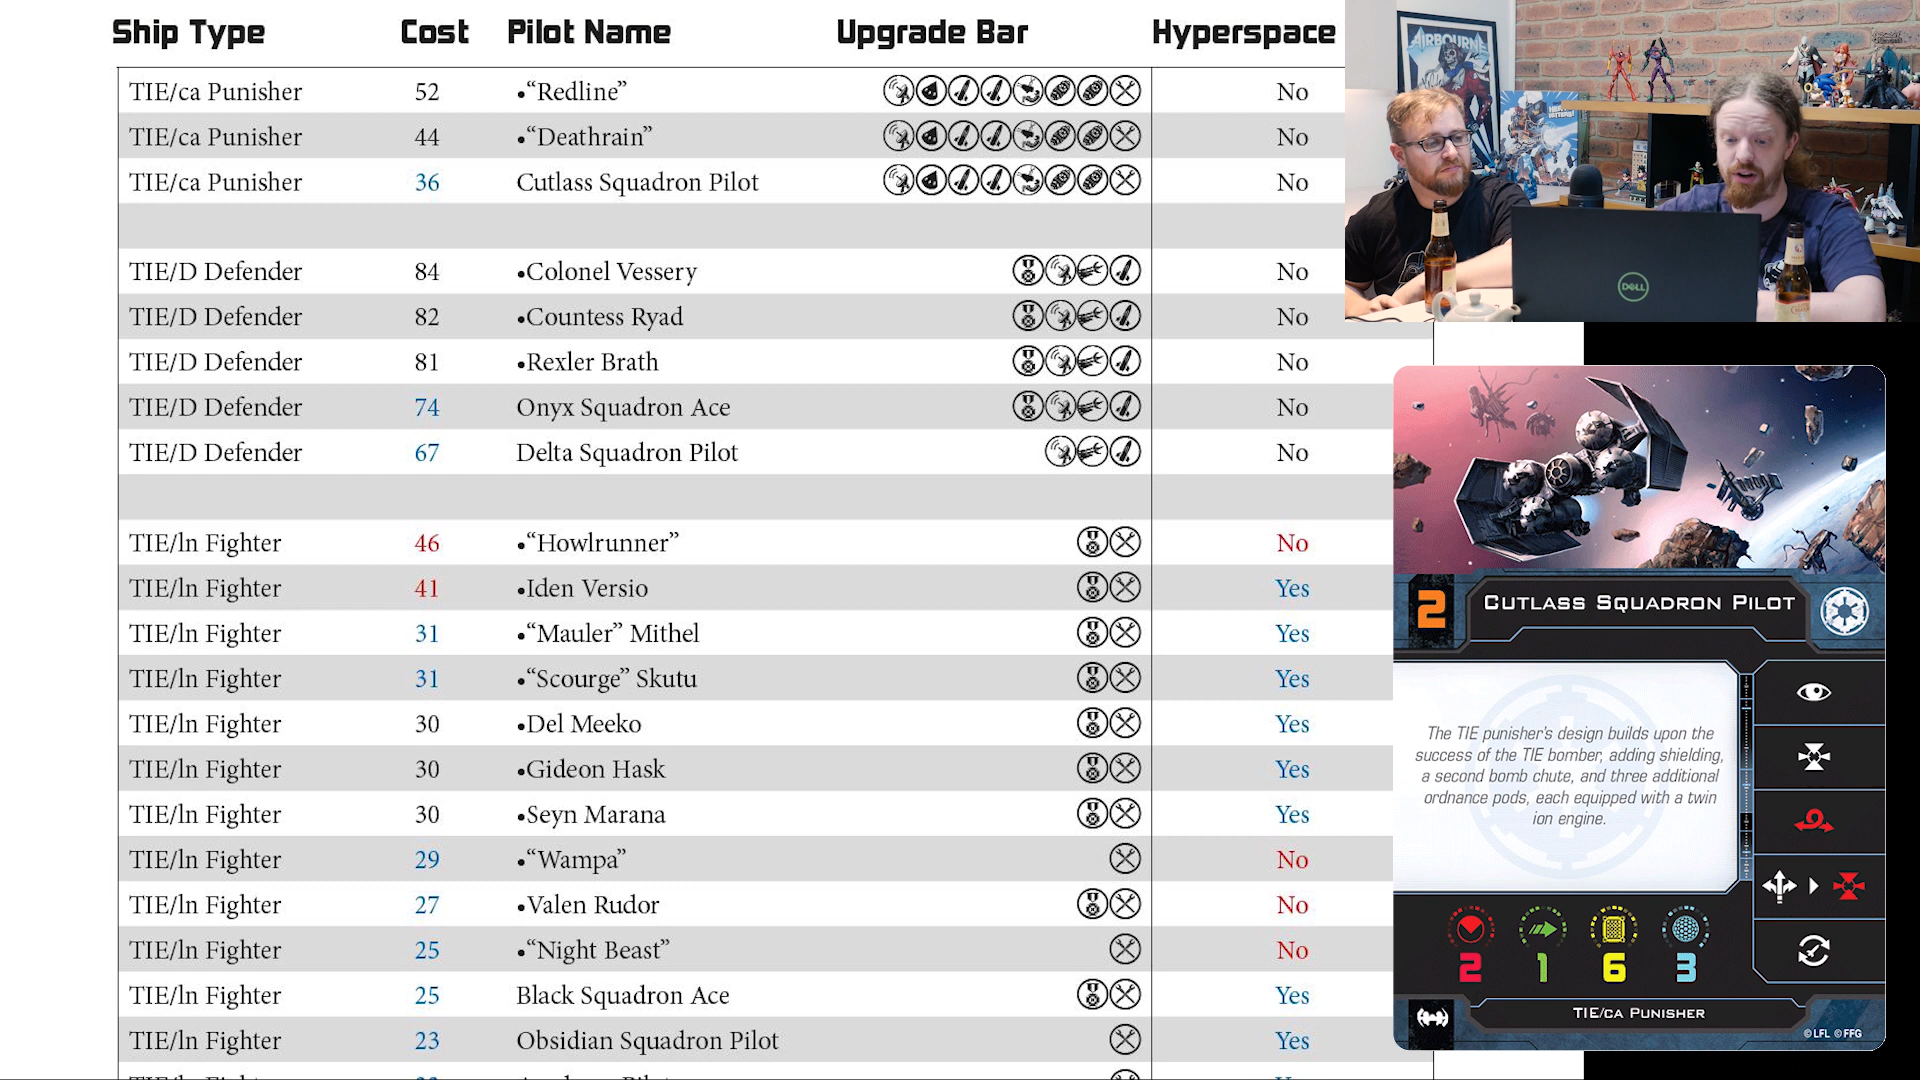 Ship Type Cost Pilot Name Upgrade Bar Hyperspace
TIE/ca Punisher 52 •“Redline” No
TIE/ca Punisher 44 •“Deathrain” No
TIE/ca Punisher 36 Cutlass Squadron Pilot No
TIE/D Defender 84 •Colonel Vessery No
TIE/D Defender 82 •Countess Ryad No
TIE/D Defender 81 •Rexler Brath No
TIE/D Defender 74 Onyx Squadron Ace No
TIE/D Defender 67 Delta Squadron Pilot No
TIE/ln Fighter 46 •“Howlrunner” No
TIE/ln Fighter 41 •Iden Versio Yes
TIE/ln Fighter 31 •“Mauler” Mithel Yes
TIE/ln Fighter 31 •“Scourge” Skutu Yes
TIE/ln Fighter 30 •Del Meeko Yes
TIE/ln Fighter 30 •Gideon Hask Yes
TIE/ln Fighter 30 •Seyn Marana Yes
TIE/ln Fighter 29 •“Wampa” No
TIE/ln Fighter 27 •Valen Rudor No
TIE/ln Fighter 25 •“Night Beast” No
TIE/ln Fighter 25 Black Squadron Ace Yes
TIE/ln Fighter 23 Obsidian Squadron Pilot Yes
AIRBOURNE
DELL
2 Cutlass Squadron Pilot
The TIE punisher's design builds upon the
success of the TIE bomber, adding shielding,
a second bomb chute, and three additional
ordnance pods, each equipped with a twin
ion engine.
2 1 6 3
TIE/ca Punisher
©LFL ©FFG